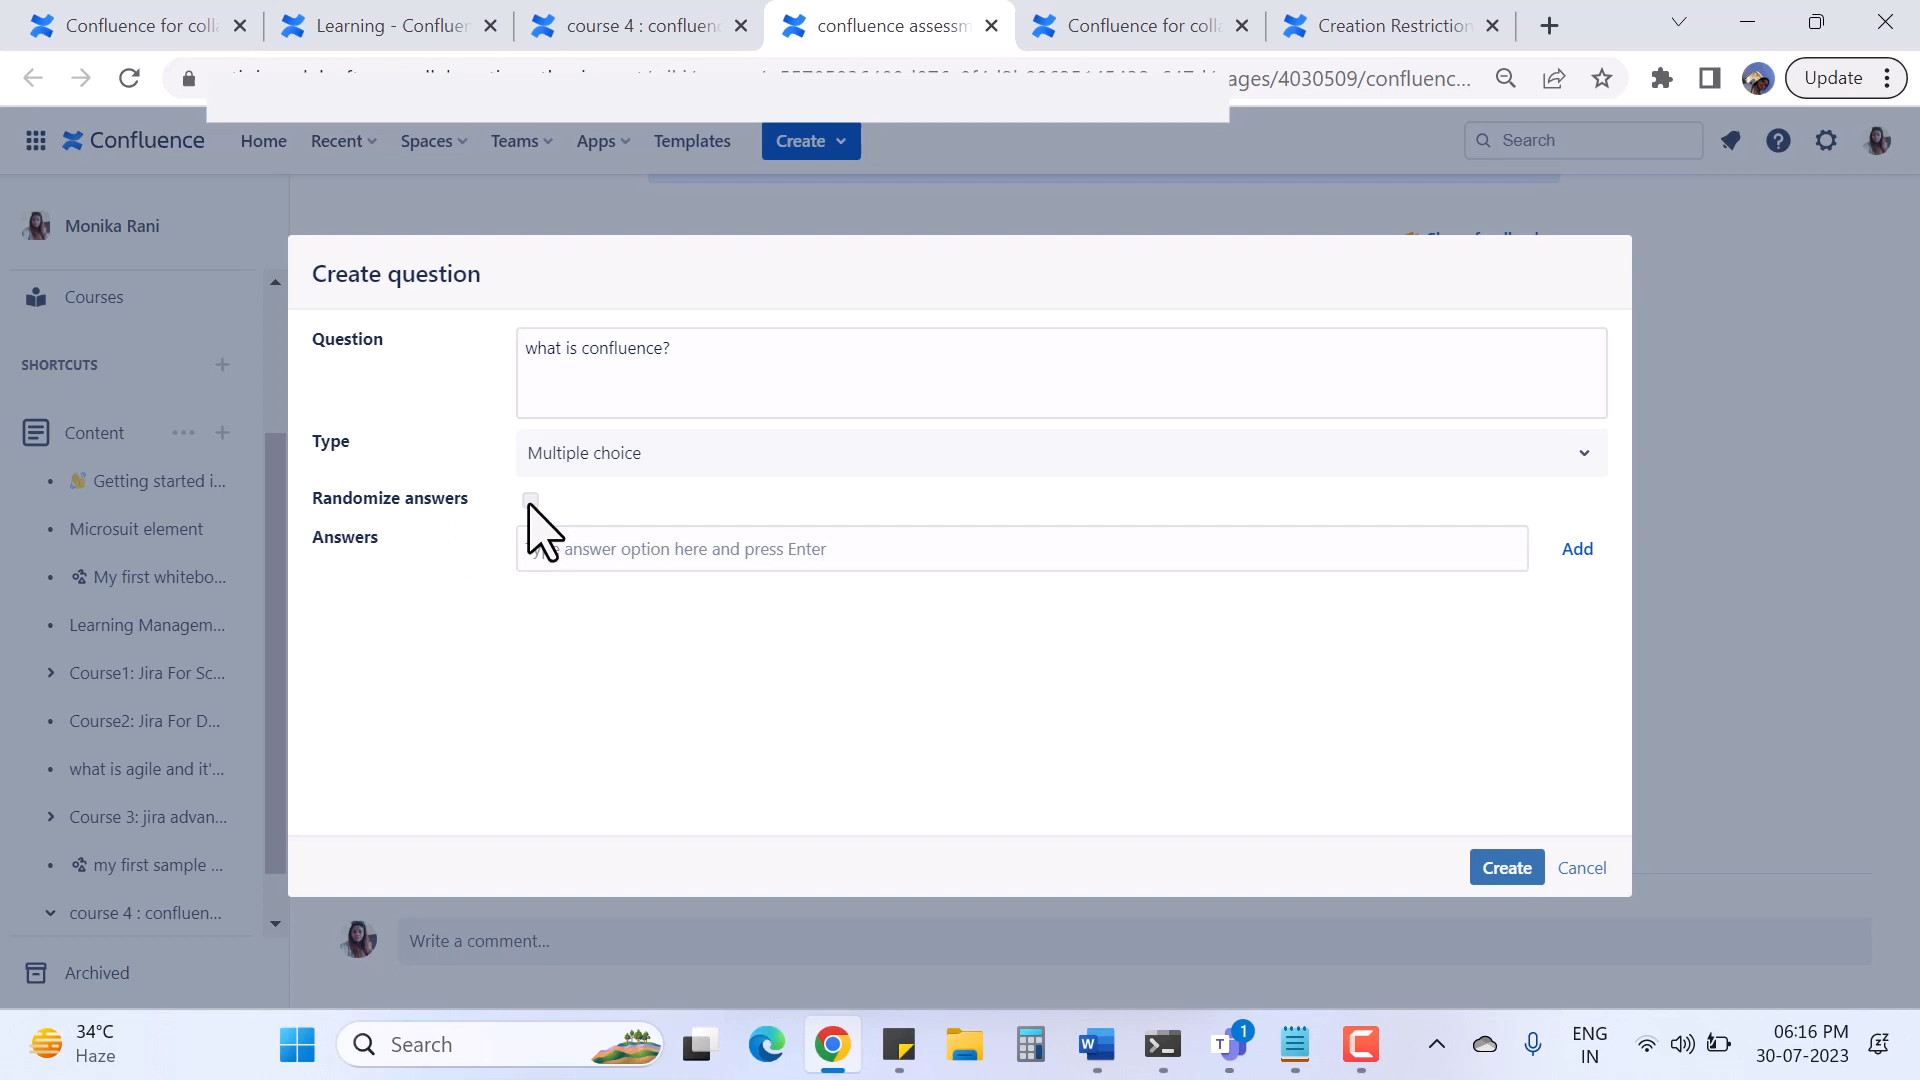 Confluence for coll
Learning - Confluen
course 4 : confluenc
confluence assessm
Confluence for colla
Creation Restriction
ages/4030509/confluenc...
Update
Confluence
Home
Recent
Spaces
Teams
Apps
Templates
Create
Search
Monika Rani
Courses
SHORTCUTS
Content
Getting started i...
Microsuit element
My first whitebo...
Learning Managem...
Course1: Jira For Sc...
Course2: Jira For D...
what is agile and it'...
Course 3: jira advan...
my first sample ...
course 4 : confluen...
Archived
Create question
Question
what is confluence?
Type
Multiple choice
Randomize answers
Answers
answer option here and press Enter
Add
Create
Cancel
Write a comment...
34°C
Haze
Search
1
ENG
IN
06:16 PM
30-07-2023